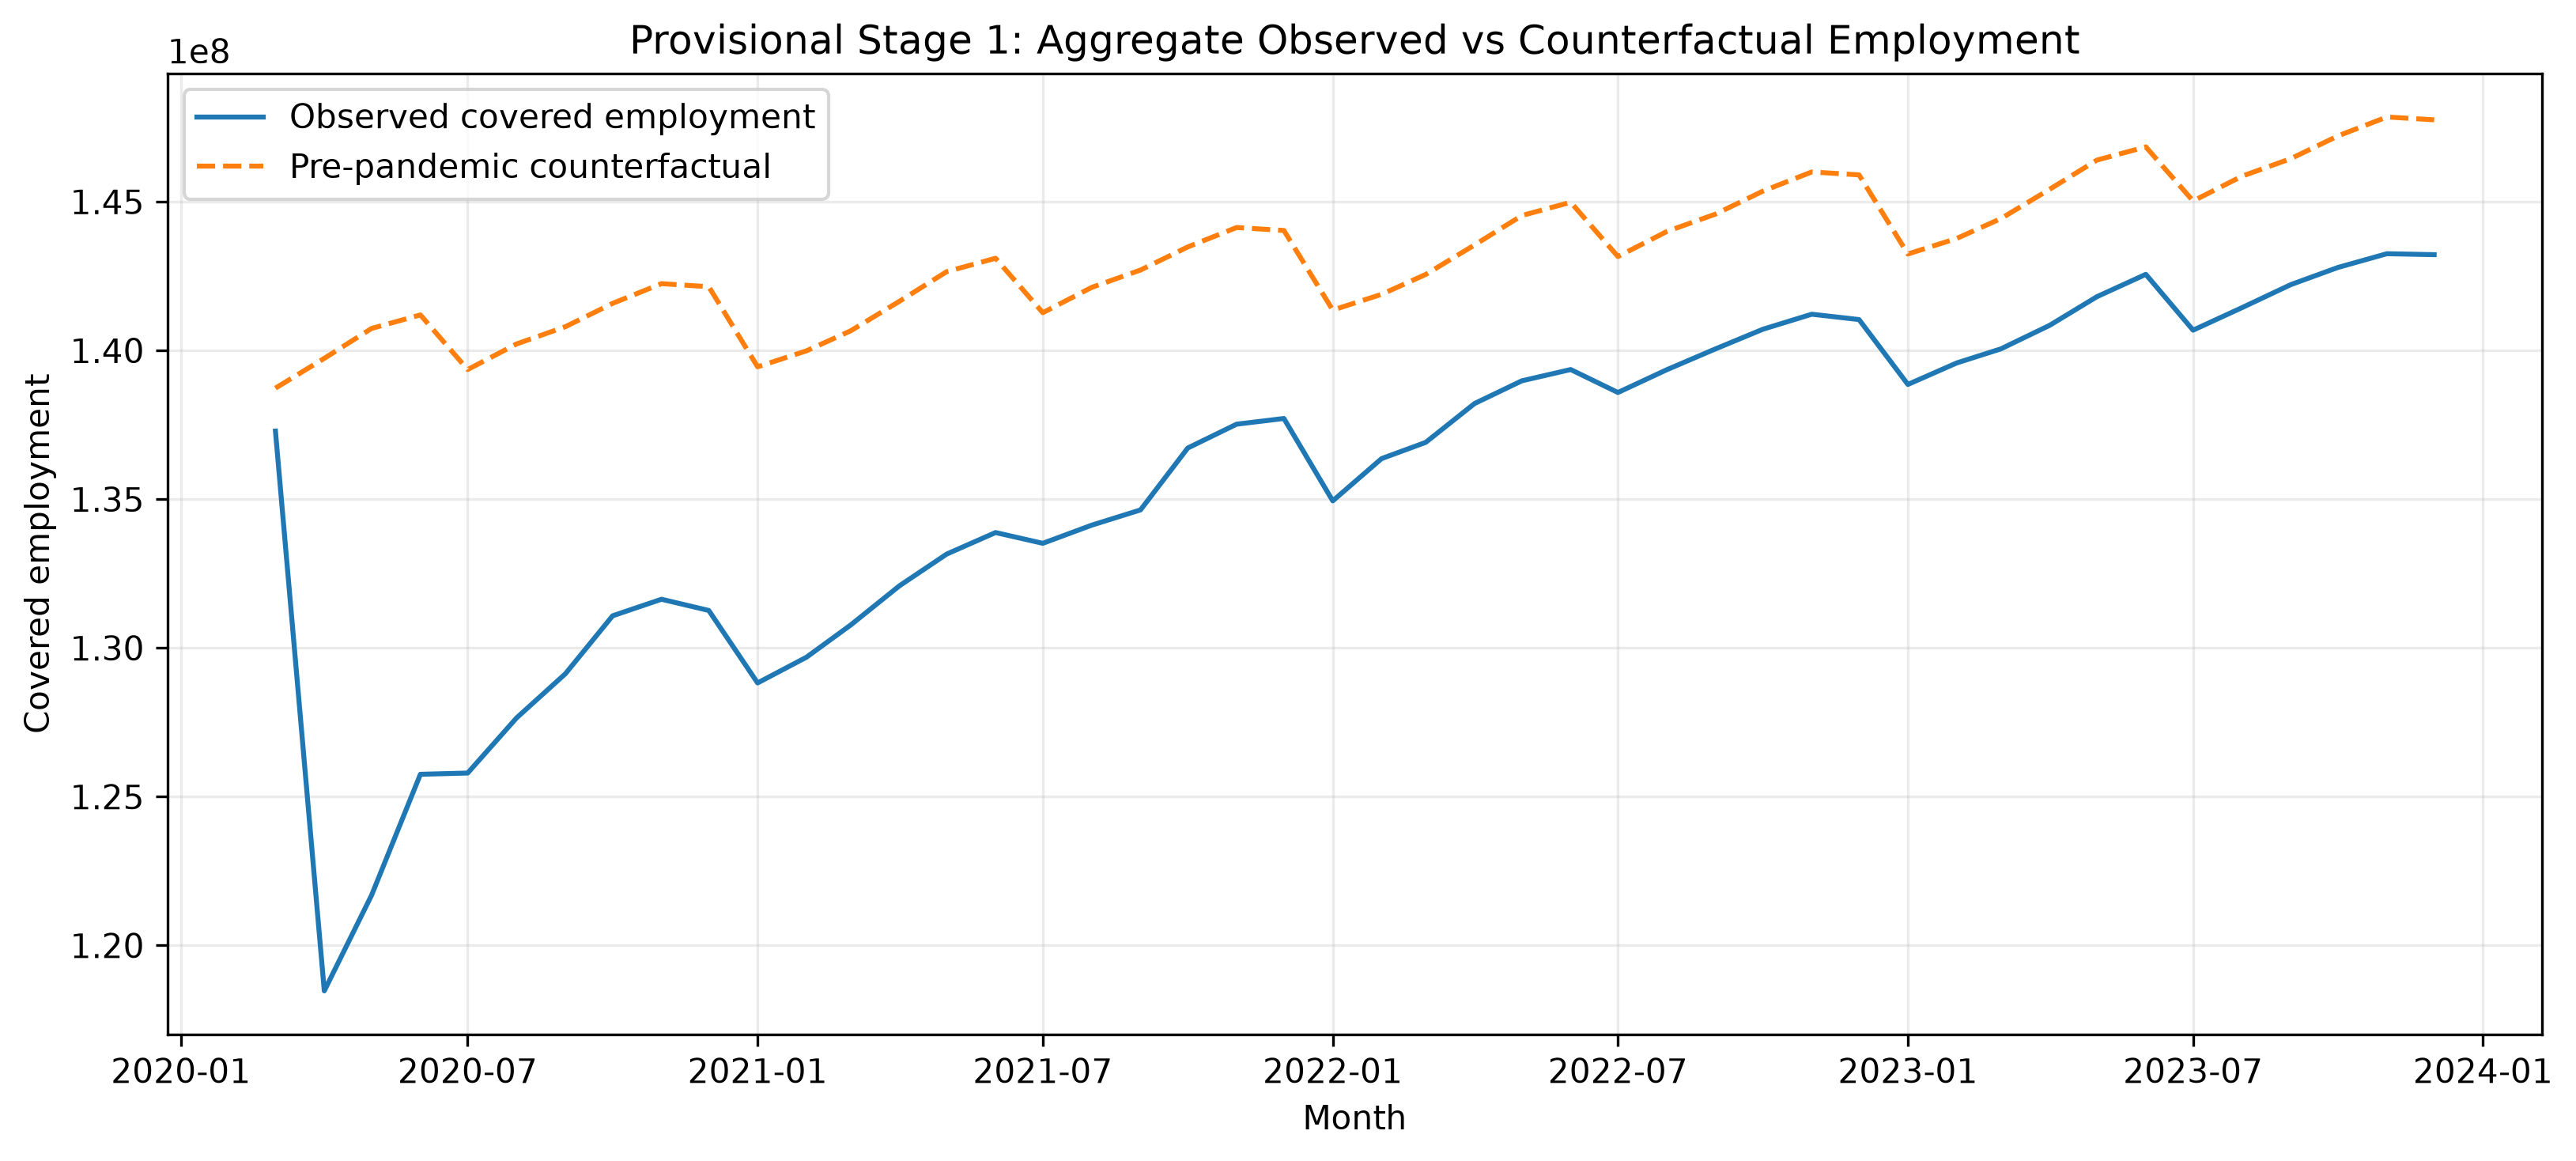 Provisional Stage 1: Aggregate Observed vs Counterfactual Employment
1e8
Observed covered employment
Pre-pandemic counterfactual
Covered employment
1.45
1.40
1.35
1.30
1.25
1.20
2020-01 2020-07 2021-01 2021-07 2022-01 2022-07 2023-01 2023-07 2024-01
Month